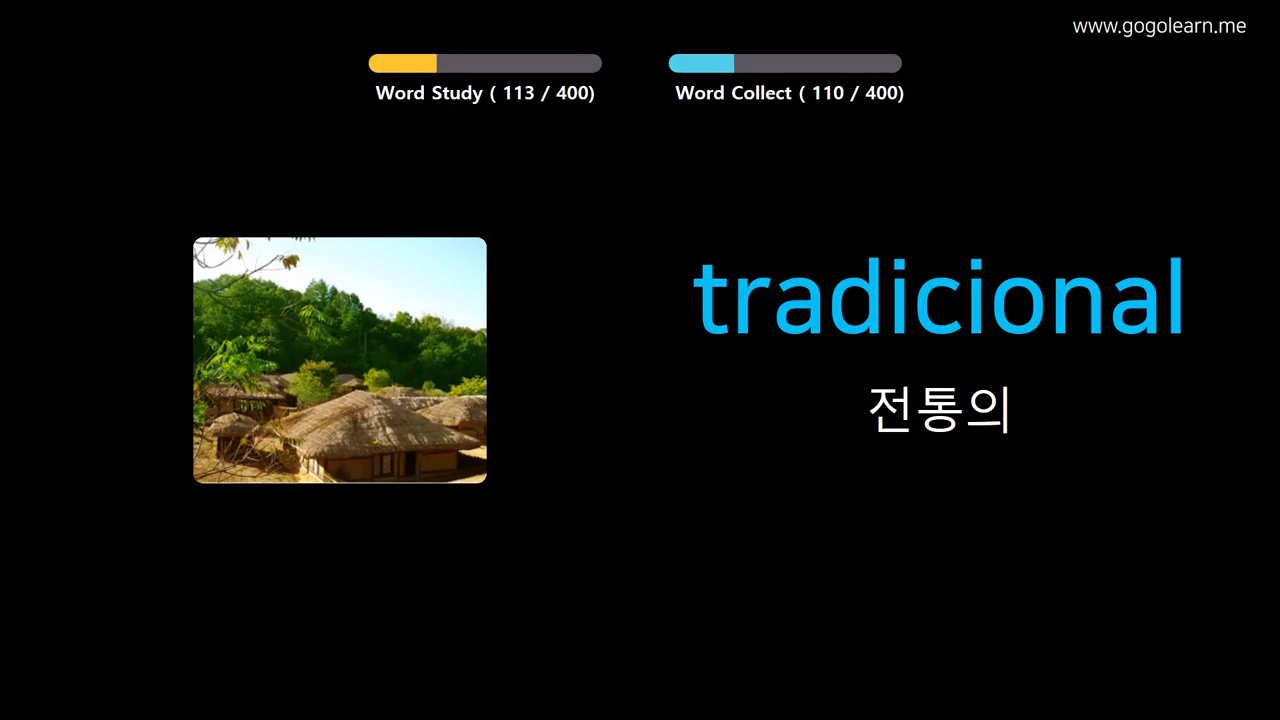 www.gogolearn.me
Word Study ( 113 / 400)
Word Collect ( 110 / 400)
tradicional
전통의